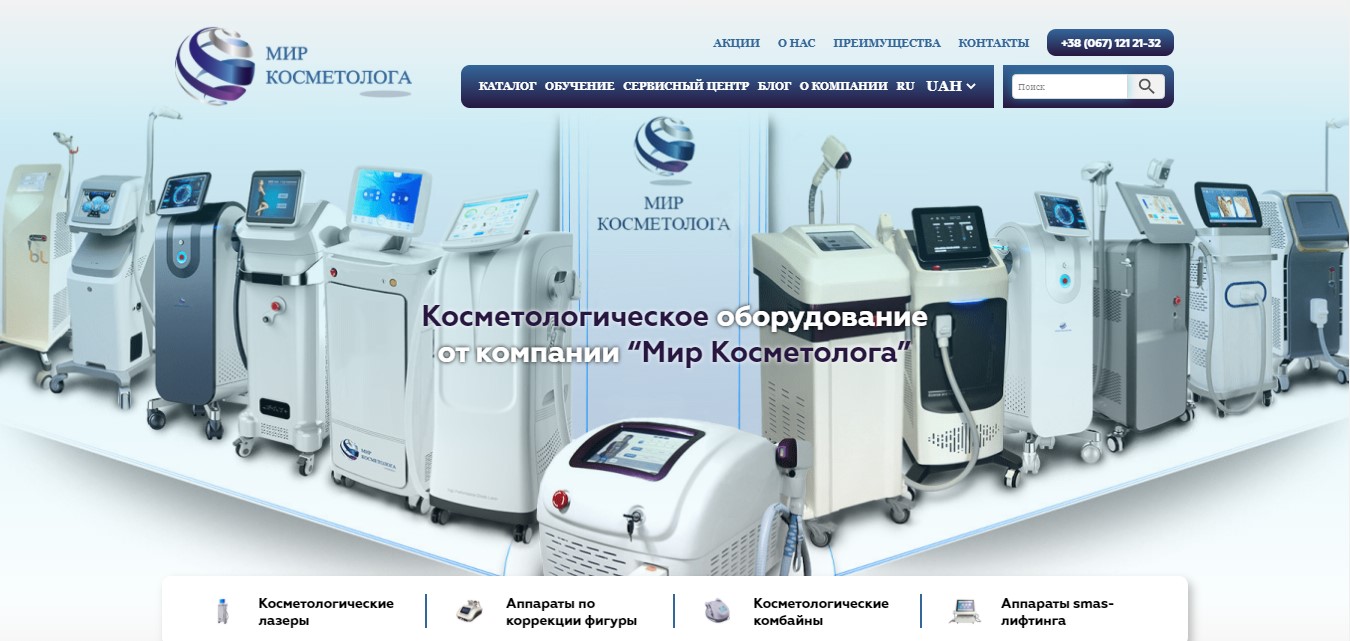 МИР
КОСМЕТОЛОГА
АКЦИИ О НАС ПРЕИМУЩЕСТВА КОНТАКТЫ +38 (067) 121 21-32
КАТАЛОГ ОБУЧЕНИЕ СЕРВИСНЫЙ ЦЕНТР БЛОГ О КОМПАНИИ RU UAH
Поиск
МИР
КОСМЕТОЛОГА
Косметологическое оборудование
от компании “Мир Косметолога”
МИР
КОСМЕТОЛОГА
Косметологические
лазеры
Аппараты по
коррекции фигуры
Косметологические
комбайны
Аппараты smas-
лифтинга